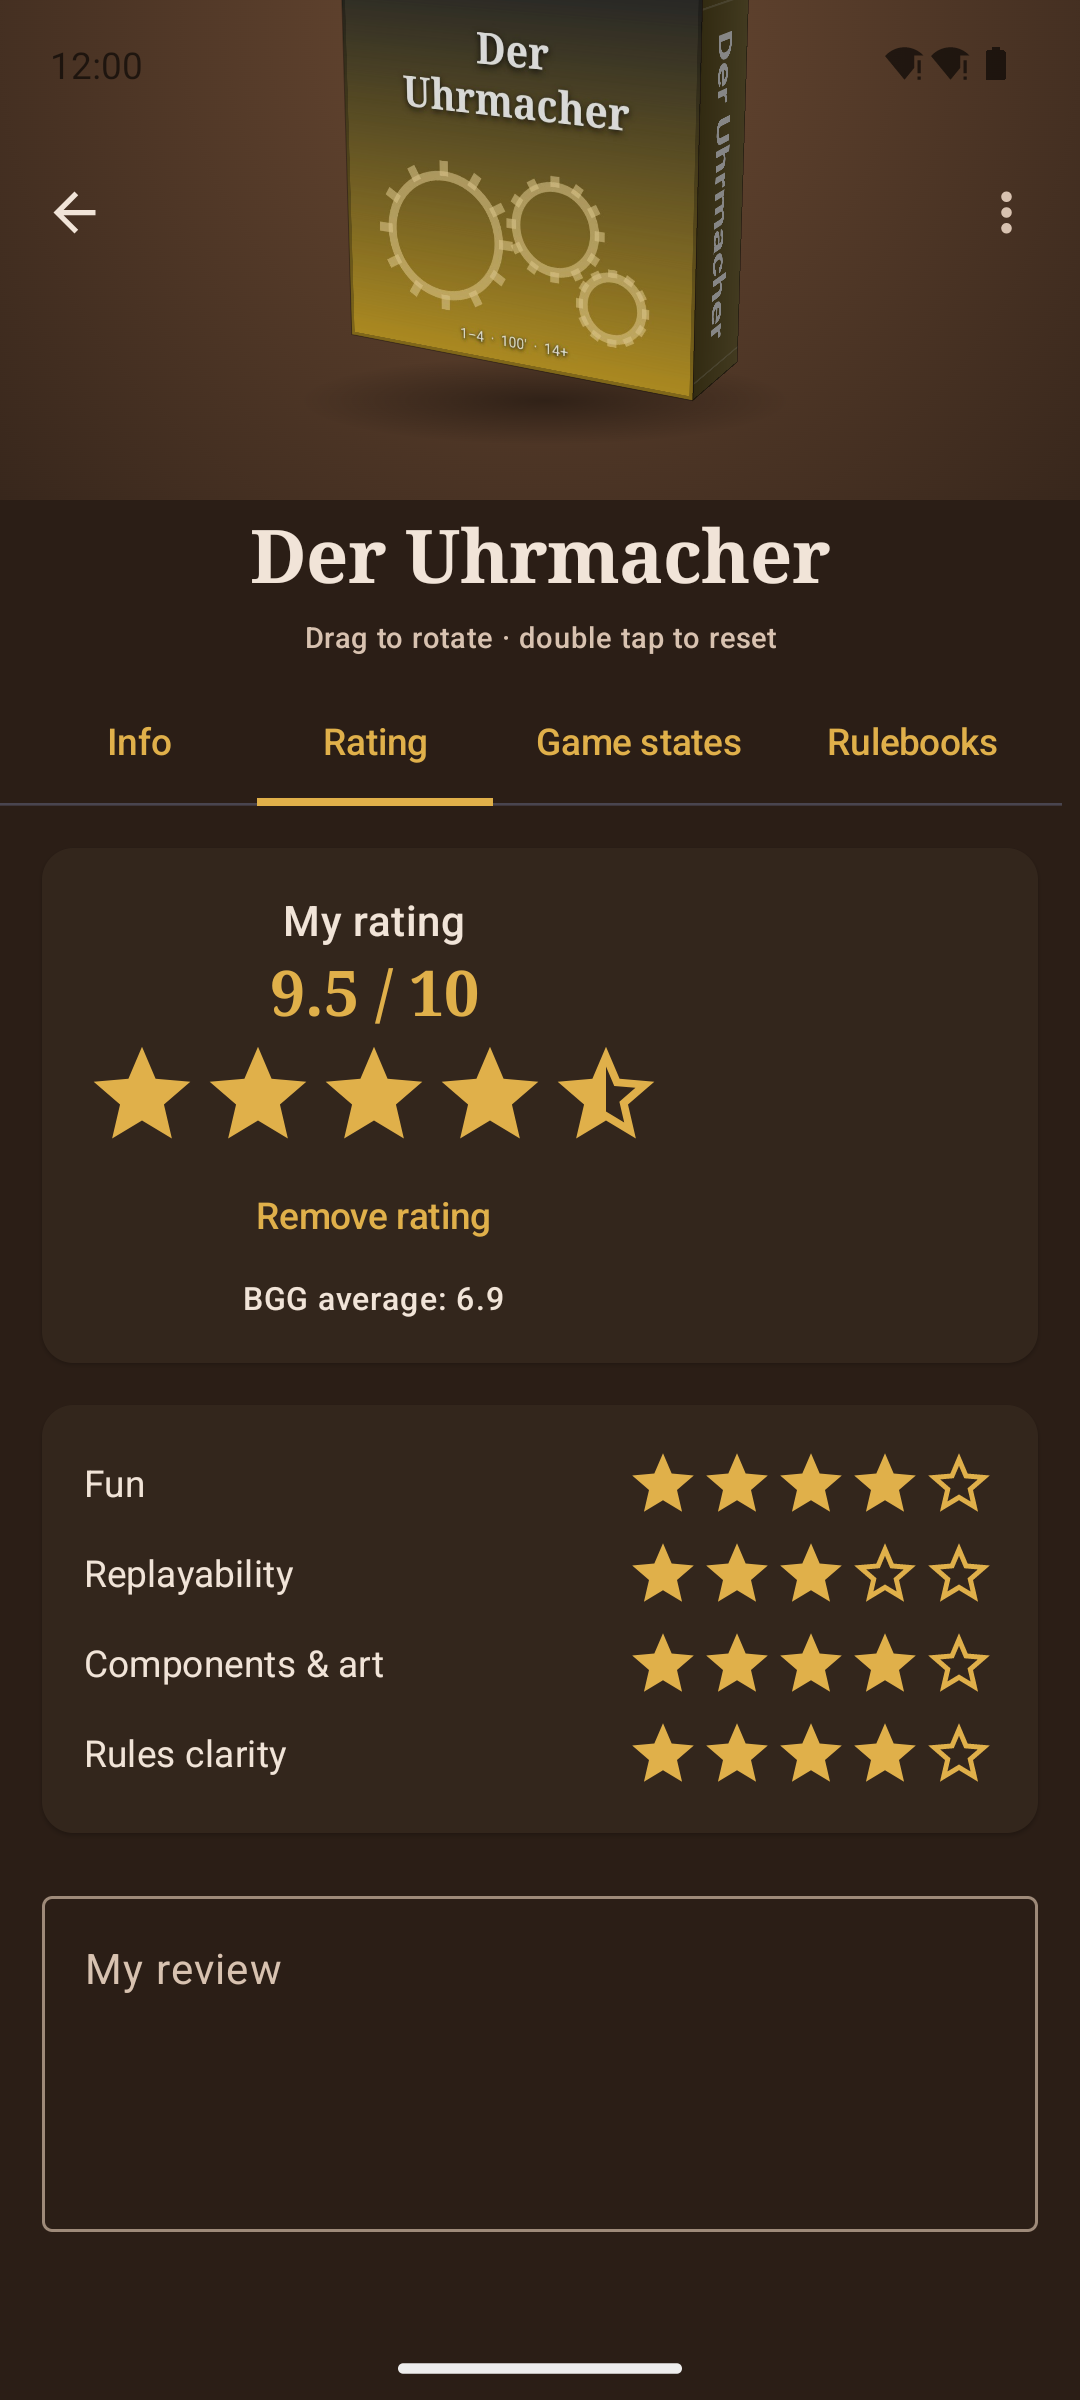 12:00
Der
Uhrmacher
Der Uhrmacher
1–4 · 100' · 14+
Der Uhrmacher
Drag to rotate · double tap to reset
Info Rating Game states Rulebooks
My rating
9.5 / 10
Remove rating
BGG average: 6.9
Fun
Replayability
Components & art
Rules clarity
My review